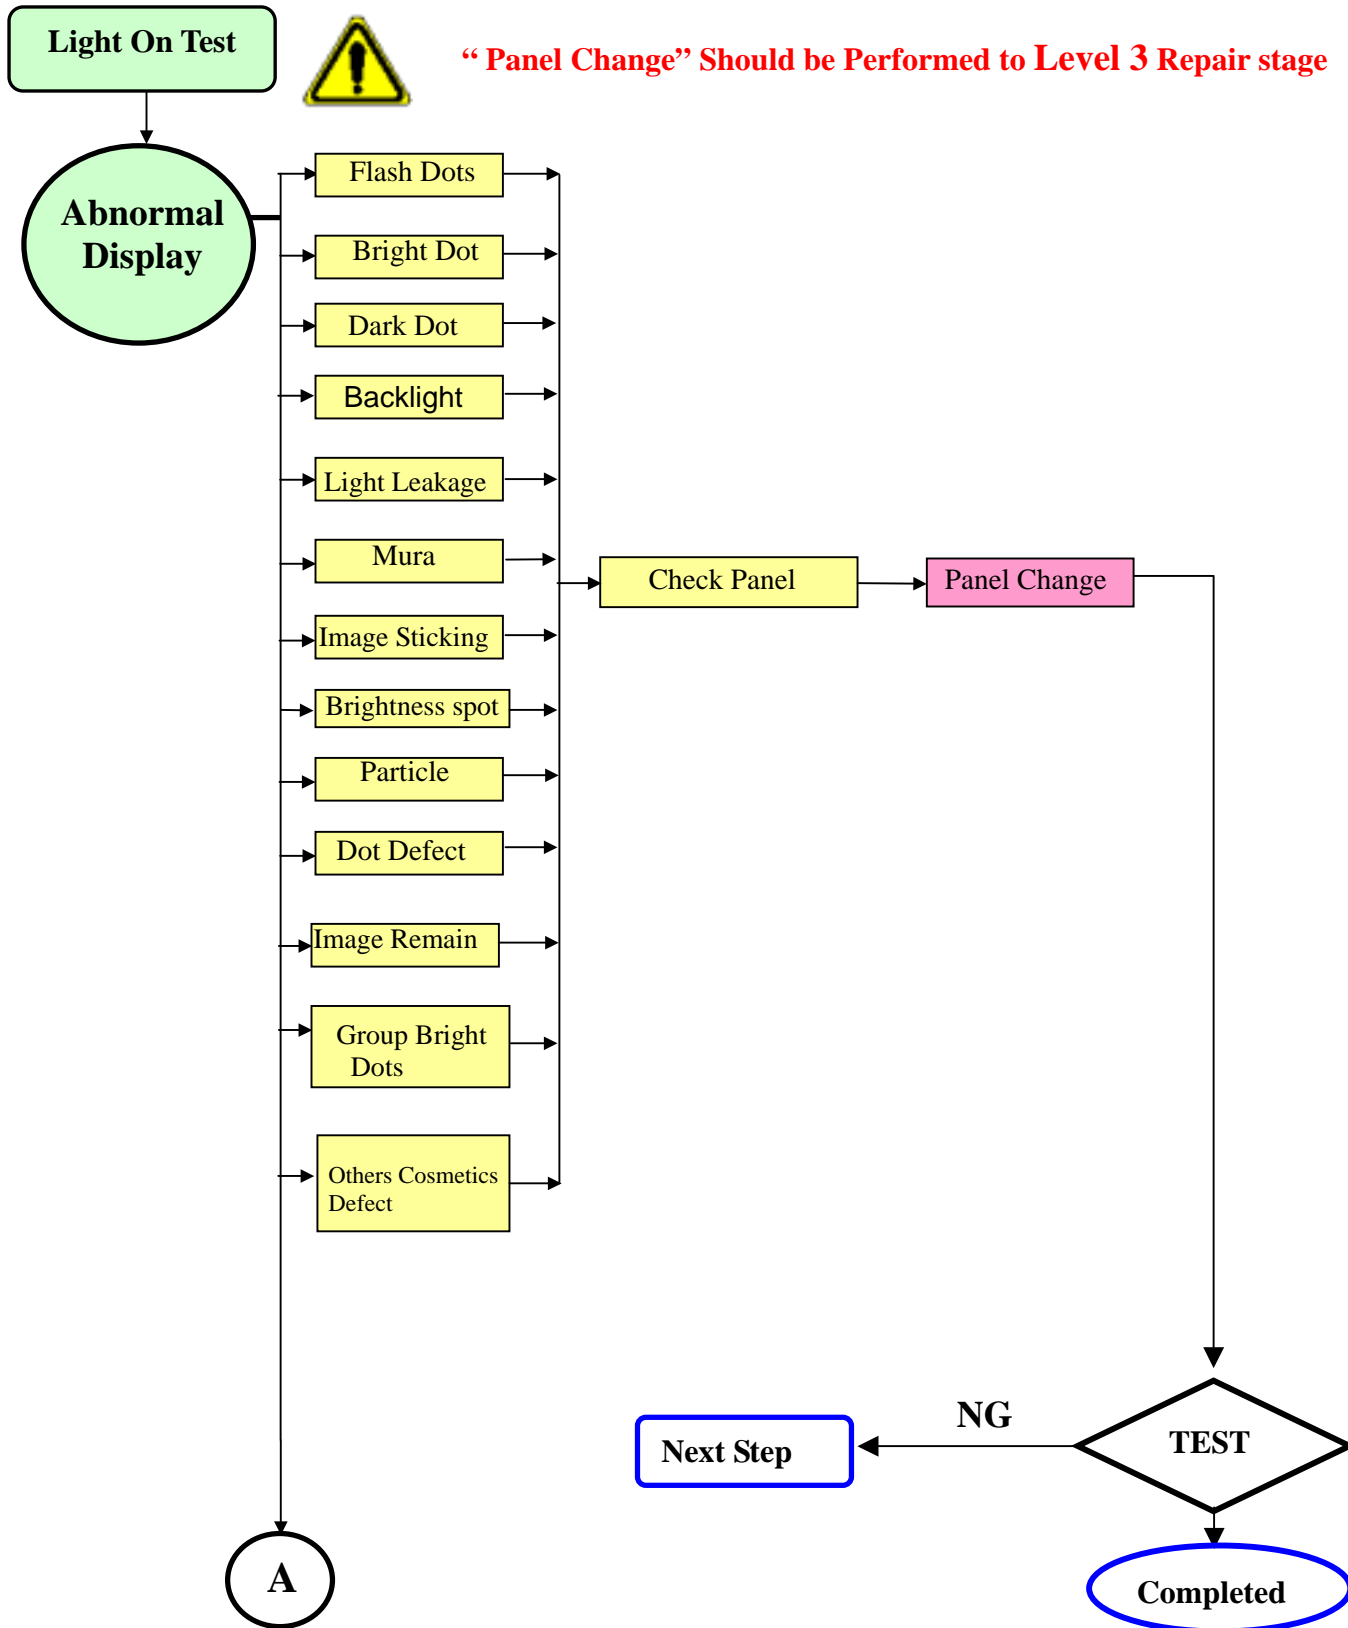 Light On Test
“ Panel Change” Should be Performed to Level 3 Repair stage
Abnormal
Display
Flash Dots
Bright Dot
Dark Dot
Backlight
Light Leakage
Mura
Check Panel
Panel Change
Image Sticking
Brightness spot
Particle
Dot Defect
Image Remain
Group Bright
Dots
Others Cosmetics
Defect
NG
Next Step
TEST
A
Completed